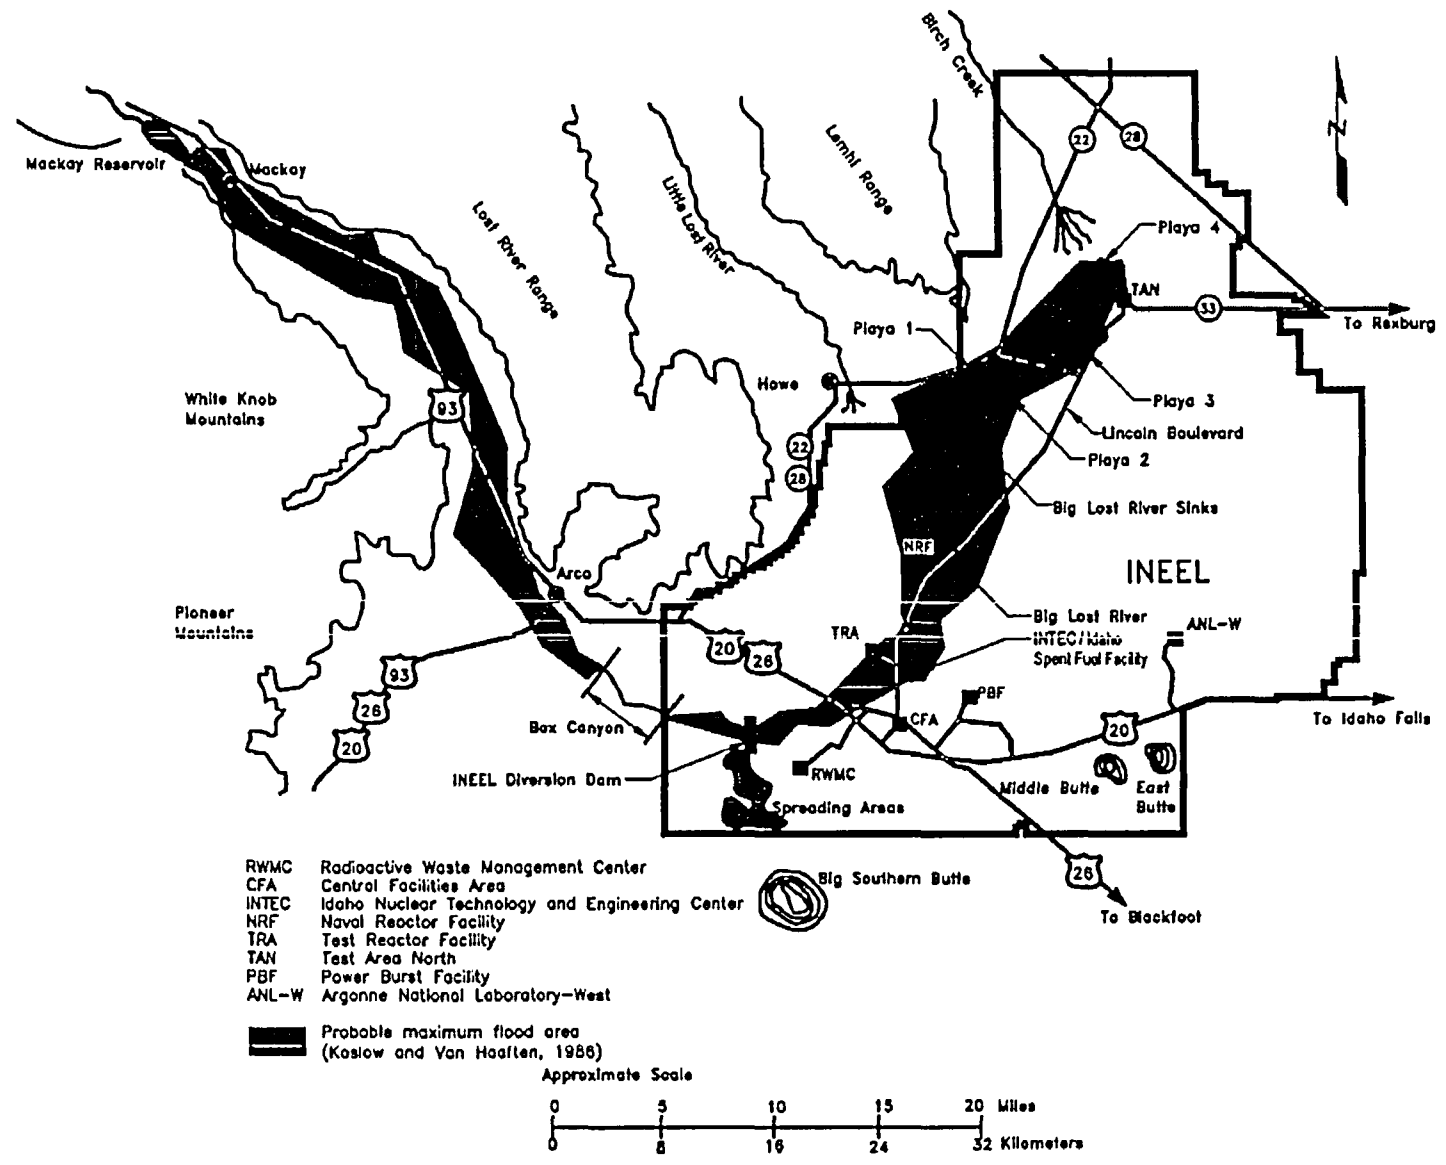 Birch Creek
22
28
N
Mackay Reservoir
Mackay
Lost River Range
Little Lost River
Lemhi Range
Playa 4
TAN
33
To Rexburg
Playa 1
Howe
White Knob
Mountains
93
Playa 3
Lincoln Boulevard
Playa 2
22
28
Big Lost River Sinks
NRF
INEEL
Arco
Pioneer
Mountains
Big Lost River
TRA
INTEC/Idaho
Spent Fuel Facility
ANL-W
20
26
93
26
20
PBF
Box Canyon
CFA
20
To Idaho Falls
INEEL Diversion Dam
RWMC
Middle Butte
East
Butte
Spreading Areas
26
To Blackfoot
Big Southern Butte
RWMC Radioactive Waste Management Center
CFA Central Facilities Area
INTEC Idaho Nuclear Technology and Engineering Center
NRF Naval Reactor Facility
TRA Test Reactor Facility
TAN Test Area North
PBF Power Burst Facility
ANL-W Argonne National Laboratory-West
Probable maximum flood area
(Koslow and Van Haaften, 1986)
Approximate Scale
0 5 10 15 20 Miles
0 8 16 24 32 Kilometers